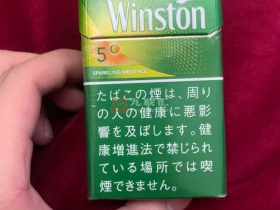 Winston
5
SPARKLING MENTHOL
たばこの煙は、周り
の人の健康に悪影
響を及ぼします。健
康増進法で禁じられ
ている場所では喫
煙できません。